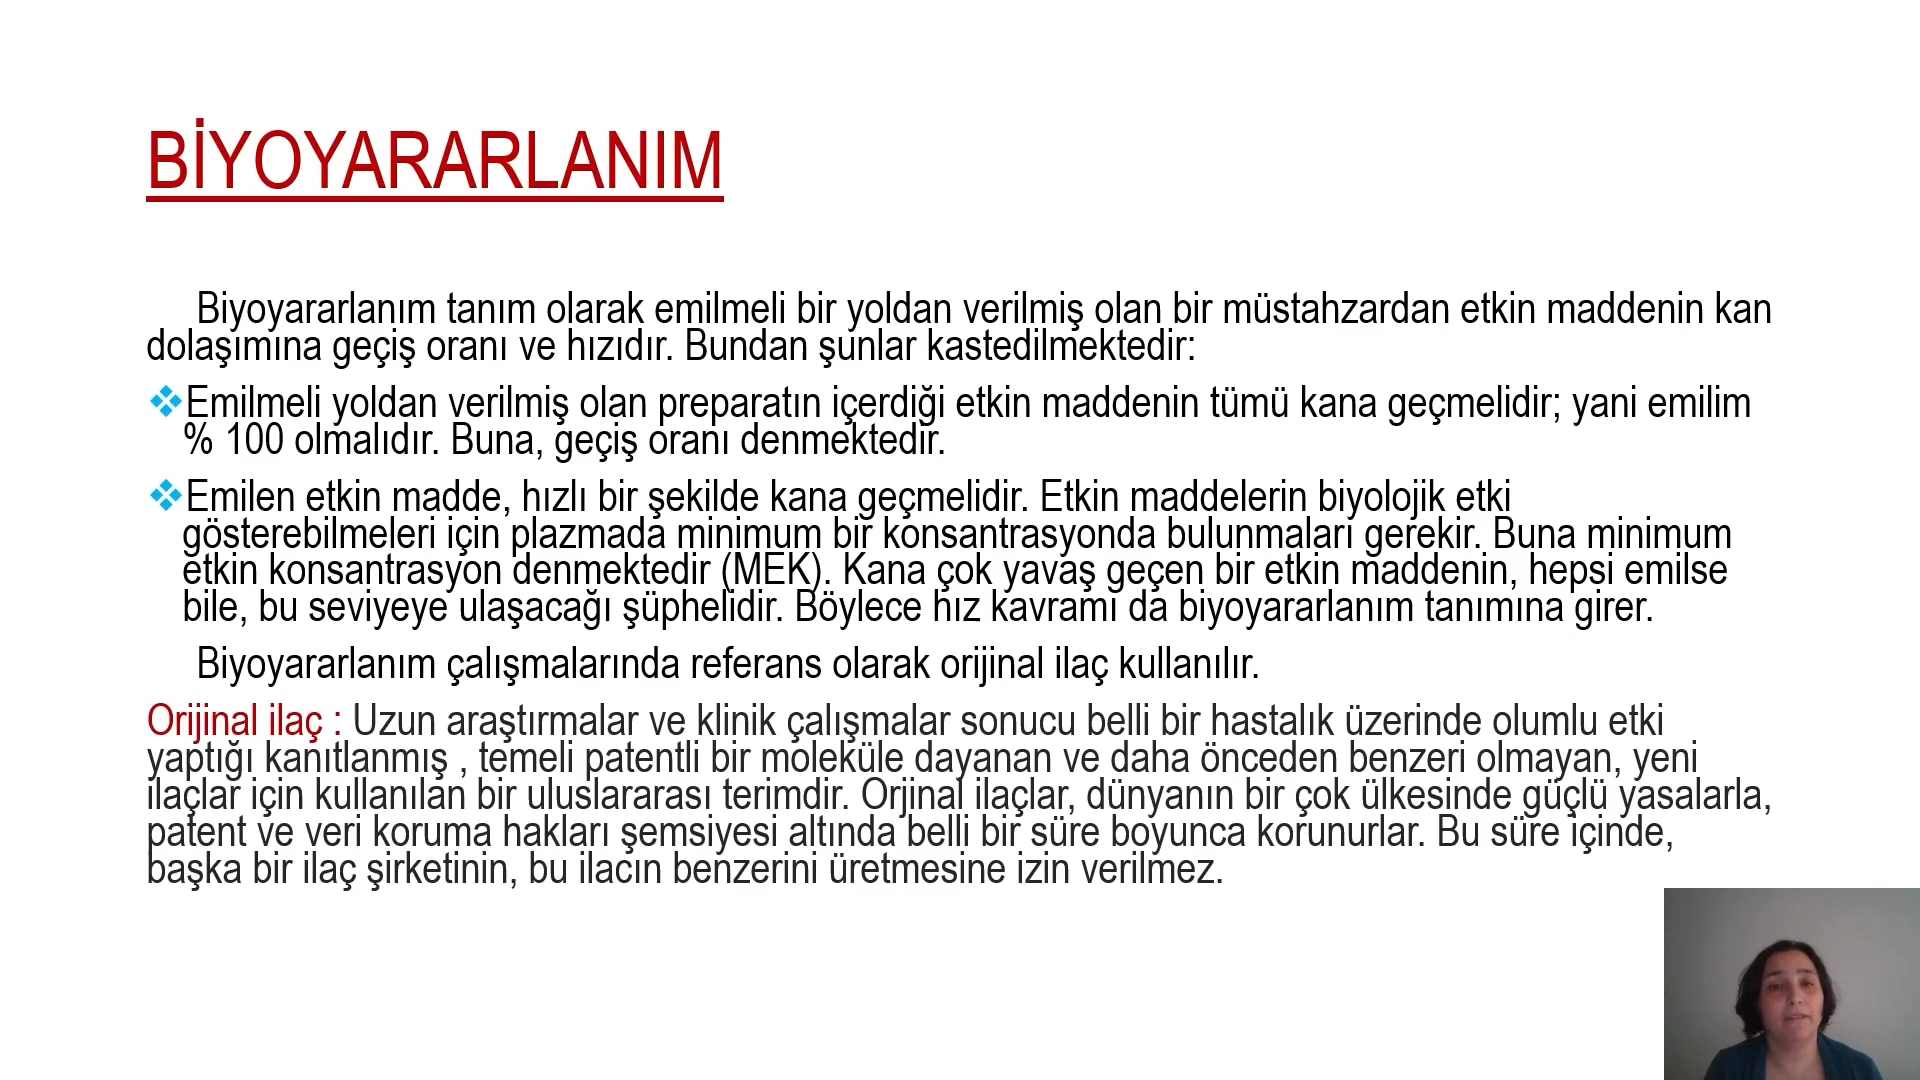 BİYOYARARLANIM
Biyoyararlanım tanım olarak emilmeli bir yoldan verilmiş olan bir müstahzardan etkin maddenin kan
dolaşımına geçiş oranı ve hızıdır. Bundan şunlar kastedilmektedir:
❖Emilmeli yoldan verilmiş olan preparatın içerdiği etkin maddenin tümü kana geçmelidir; yani emilim
% 100 olmalıdır. Buna, geçiş oranı denmektedir.
❖Emilen etkin madde, hızlı bir şekilde kana geçmelidir. Etkin maddelerin biyolojik etki
gösterebilmeleri için plazmada minimum bir konsantrasyonda bulunmaları gerekir. Buna minimum
etkin konsantrasyon denmektedir (MEK). Kana çok yavaş geçen bir etkin maddenin, hepsi emilse
bile, bu seviyeye ulaşacağı şüphelidir. Böylece hız kavramı da biyoyararlanım tanımına girer.
Biyoyararlanım çalışmalarında referans olarak orijinal ilaç kullanılır.
Orijinal ilaç : Uzun araştırmalar ve klinik çalışmalar sonucu belli bir hastalık üzerinde olumlu etki
yaptığı kanıtlanmış , temeli patentli bir moleküle dayanan ve daha önceden benzeri olmayan, yeni
ilaçlar için kullanılan bir uluslararası terimdir. Orjinal ilaçlar, dünyanın bir çok ülkesinde güçlü yasalarla,
patent ve veri koruma hakları şemsiyesi altında belli bir süre boyunca korunurlar. Bu süre içinde,
başka bir ilaç şirketinin, bu ilacın benzerini üretmesine izin verilmez.